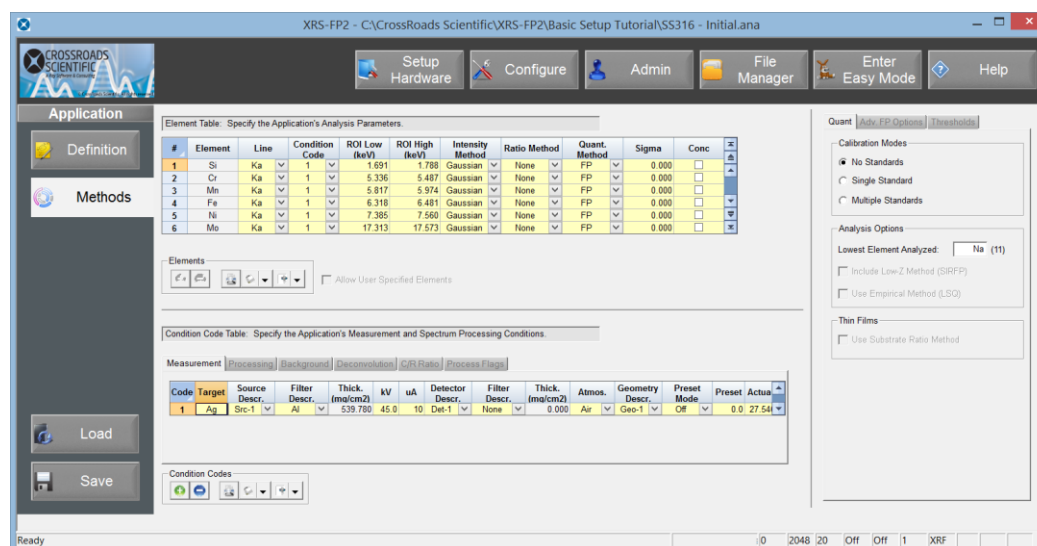 XRS-FP2 - C:\CrossRoads Scientific\XRS-FP2\Basic Setup Tutorial\SS316 - Initial.ana
CROSSROADS
SCIENTIFIC
Setup Hardware
Configure
Admin
File Manager
Enter Easy Mode
Help
Application
Definition
Methods
Load
Save
Element Table: Specify the Application's Analysis Parameters.
# Element Line Condition Code ROI Low (keV) ROI High (keV) Intensity Method Ratio Method Quant. Method Sigma Conc
1 Si Ka 1 1.691 1.788 Gaussian None FP 0.000
2 Cr Ka 1 5.336 5.487 Gaussian None FP 0.000
3 Mn Ka 1 5.817 5.974 Gaussian None FP 0.000
4 Fe Ka 1 6.318 6.481 Gaussian None FP 0.000
5 Ni Ka 1 7.385 7.560 Gaussian None FP 0.000
6 Mo Ka 1 17.313 17.573 Gaussian None FP 0.000
Elements
Allow User Specified Elements
Condition Code Table: Specify the Application's Measurement and Spectrum Processing Conditions.
Measurement Processing Background Deconvolution C/R Ratio Process Flags
Code Target Source Descr. Filter Descr. Thick. (mg/cm2) kV uA Detector Descr. Filter Descr. Thick. (mg/cm2) Atmos. Geometry Descr. Preset Mode Preset Actua
1 Ag Src-1 Al 539.780 45.0 10 Det-1 None 0.000 Air Geo-1 Off 0.0 27.54
Condition Codes
Quant Adv. FP Options Thresholds
Calibration Modes
No Standards
Single Standard
Multiple Standards
Analysis Options
Lowest Element Analyzed: Na (11)
Include Low-Z Method (SIRFP)
Use Empirical Method (LSQ)
Thin Films
Use Substrate Ratio Method
Ready 0 2048 20 Off Off 1 XRF